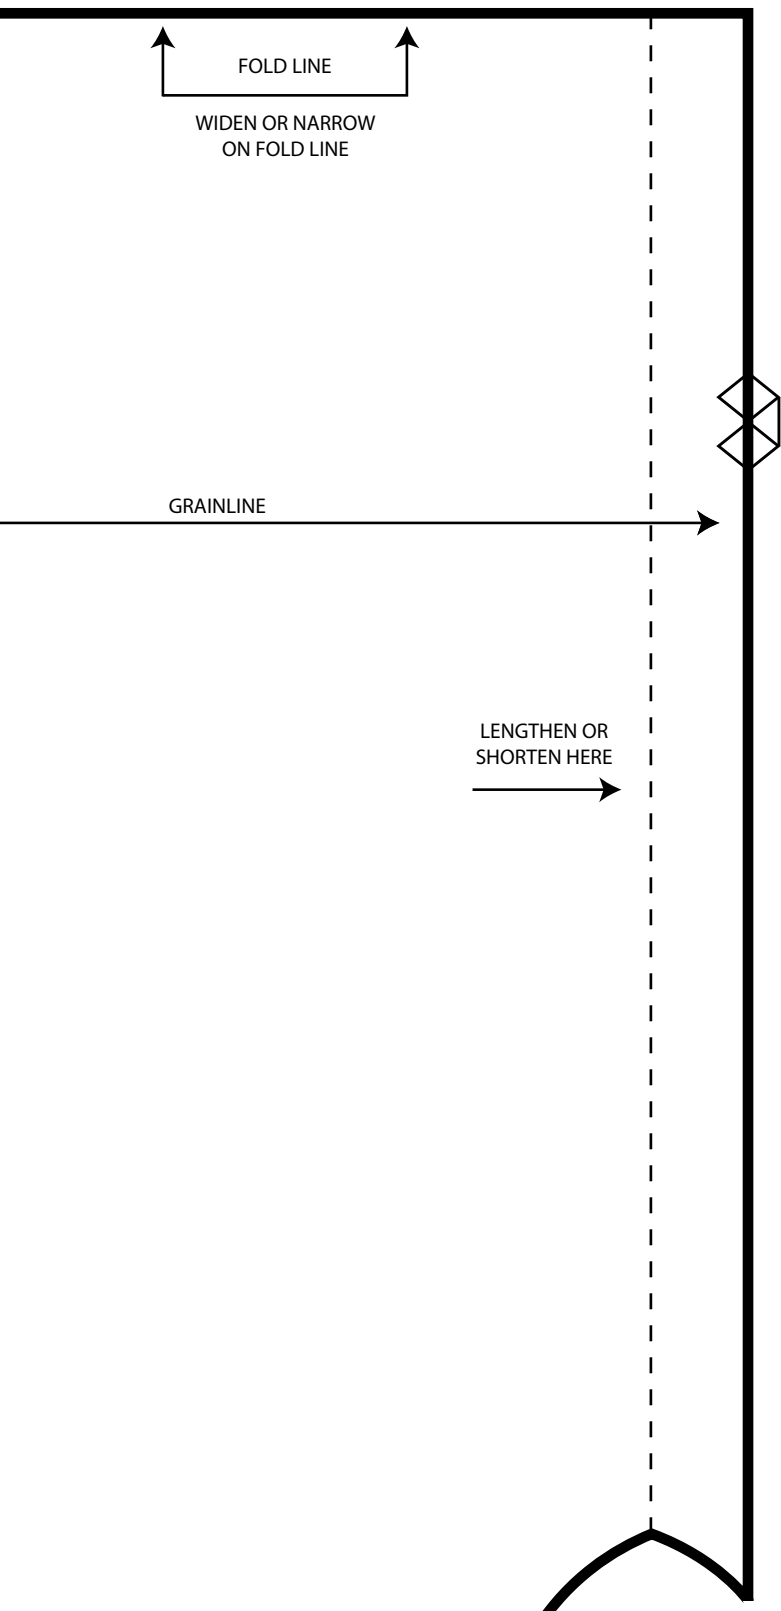 FOLD LINE
WIDEN OR NARROW
ON FOLD LINE
GRAINLINE
LENGTHEN OR
SHORTEN HERE